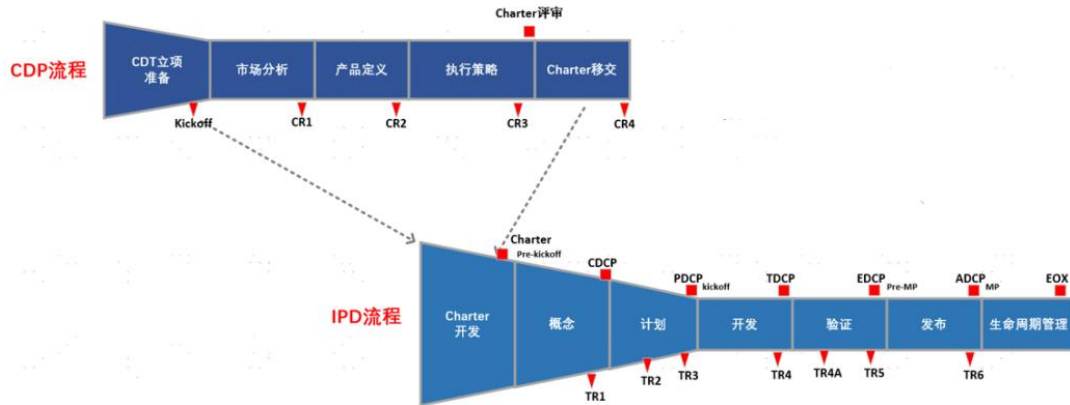 Charter评审
CDP流程
CDT立项
准备
市场分析
产品定义
执行策略
Charter移交
Kickoff
CR1
CR2
CR3
CR4
Charter
Pre-kickoff
CDCP
PDCP
kickoff
TDCP
EDCP
Pre-MP
ADCP
MP
EOX
IPD流程
Charter
开发
概念
计划
开发
验证
发布
生命周期管理
TR1
TR2
TR3
TR4
TR4A
TR5
TR6